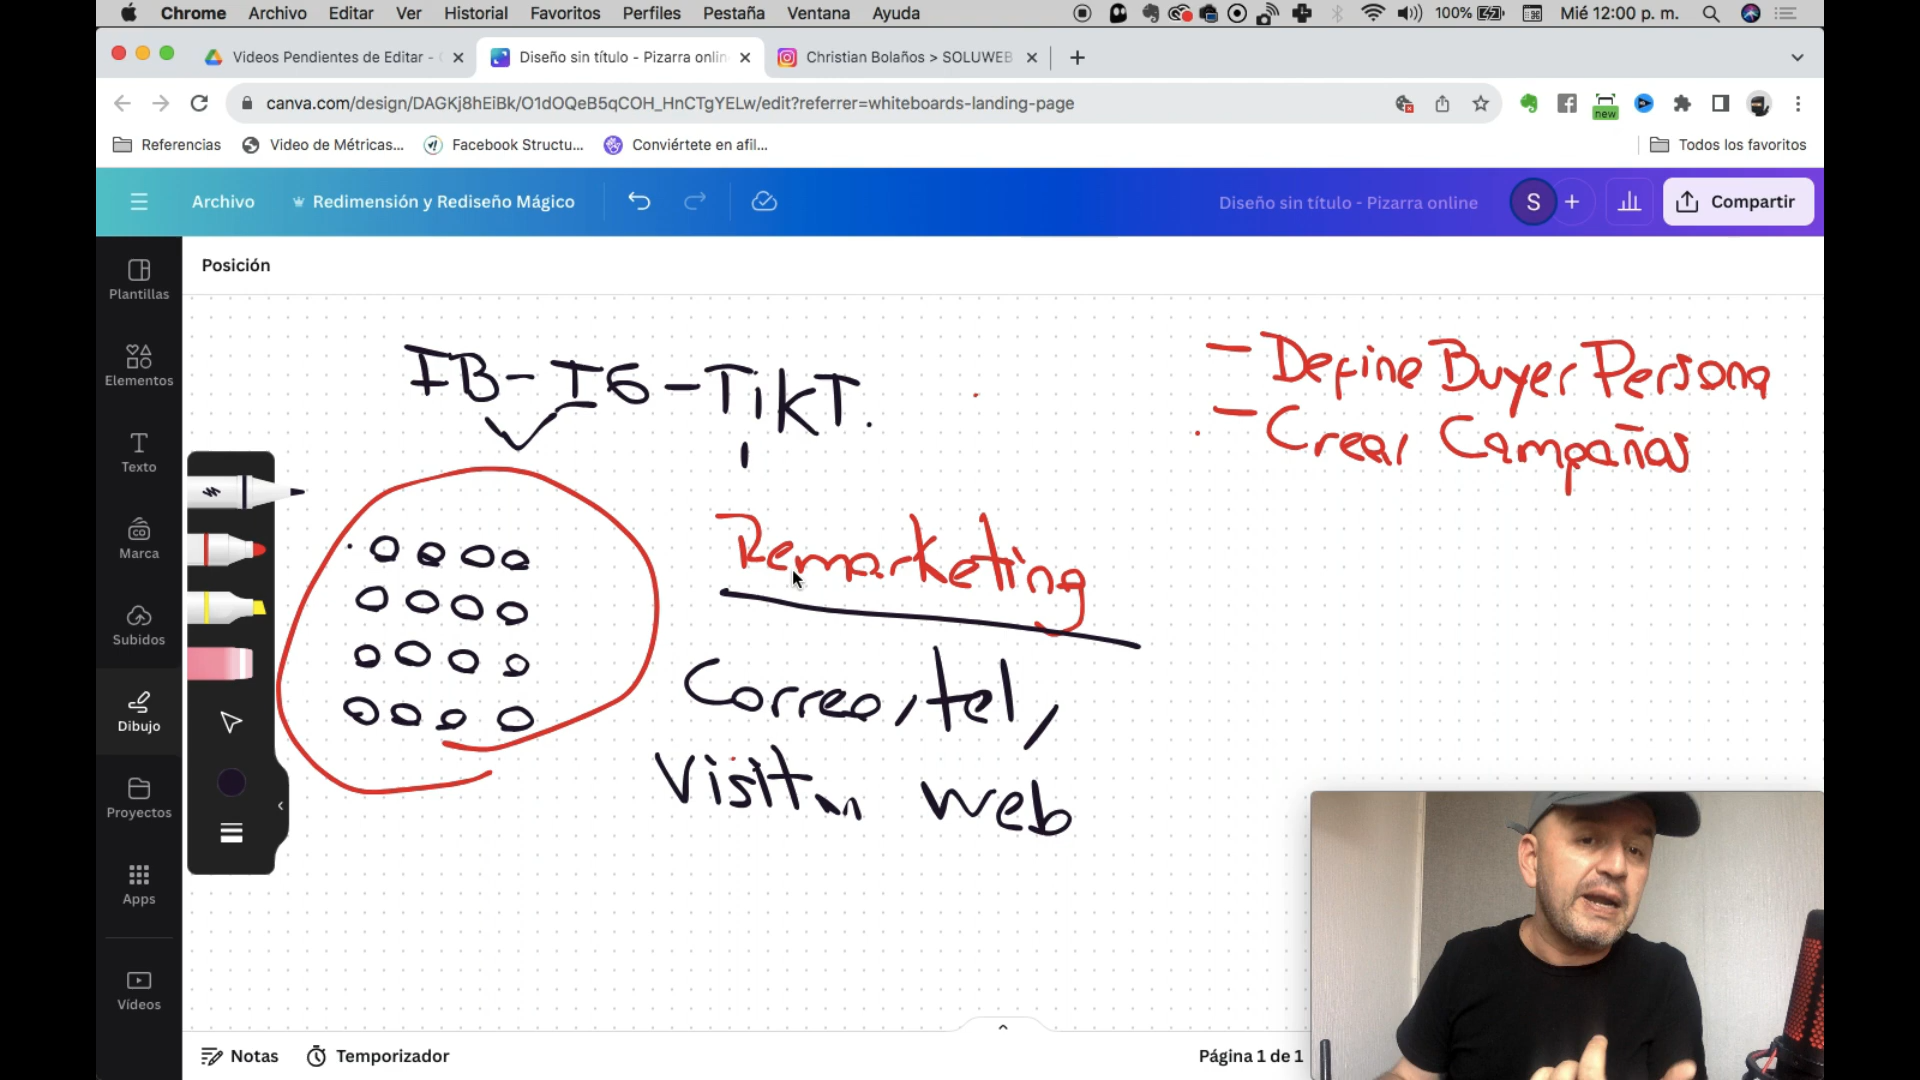 Chrome Archivo Editar Ver Historial Favoritos Perfiles Pestaña Ventana Ayuda 100% Mié 12:00 p. m.
Videos Pendientes de Editar - Diseño sin título - Pizarra onlin Christian Bolaños > SOLUWEB
canva.com/design/DAGKj8hEiBk/O1dOQeB5qCOH_HnCTgYELw/edit?referrer=whiteboards-landing-page new
Referencias Video de Métricas... Facebook Structu... Conviértete en afil... Todos los favoritos
Archivo Redimensión y Rediseño Mágico Diseño sin título - Pizarra online S + Compartir
Posición
Plantillas
Elementos
Texto
Marca
Subidos
Dibujo
Proyectos
Apps
Vídeos
FB - IG - TikT.
- Define Buyer Persona
- Crear Campañas
Remarketing
Correo, tel,
Visit web
Notas Temporizador Página 1 de 1